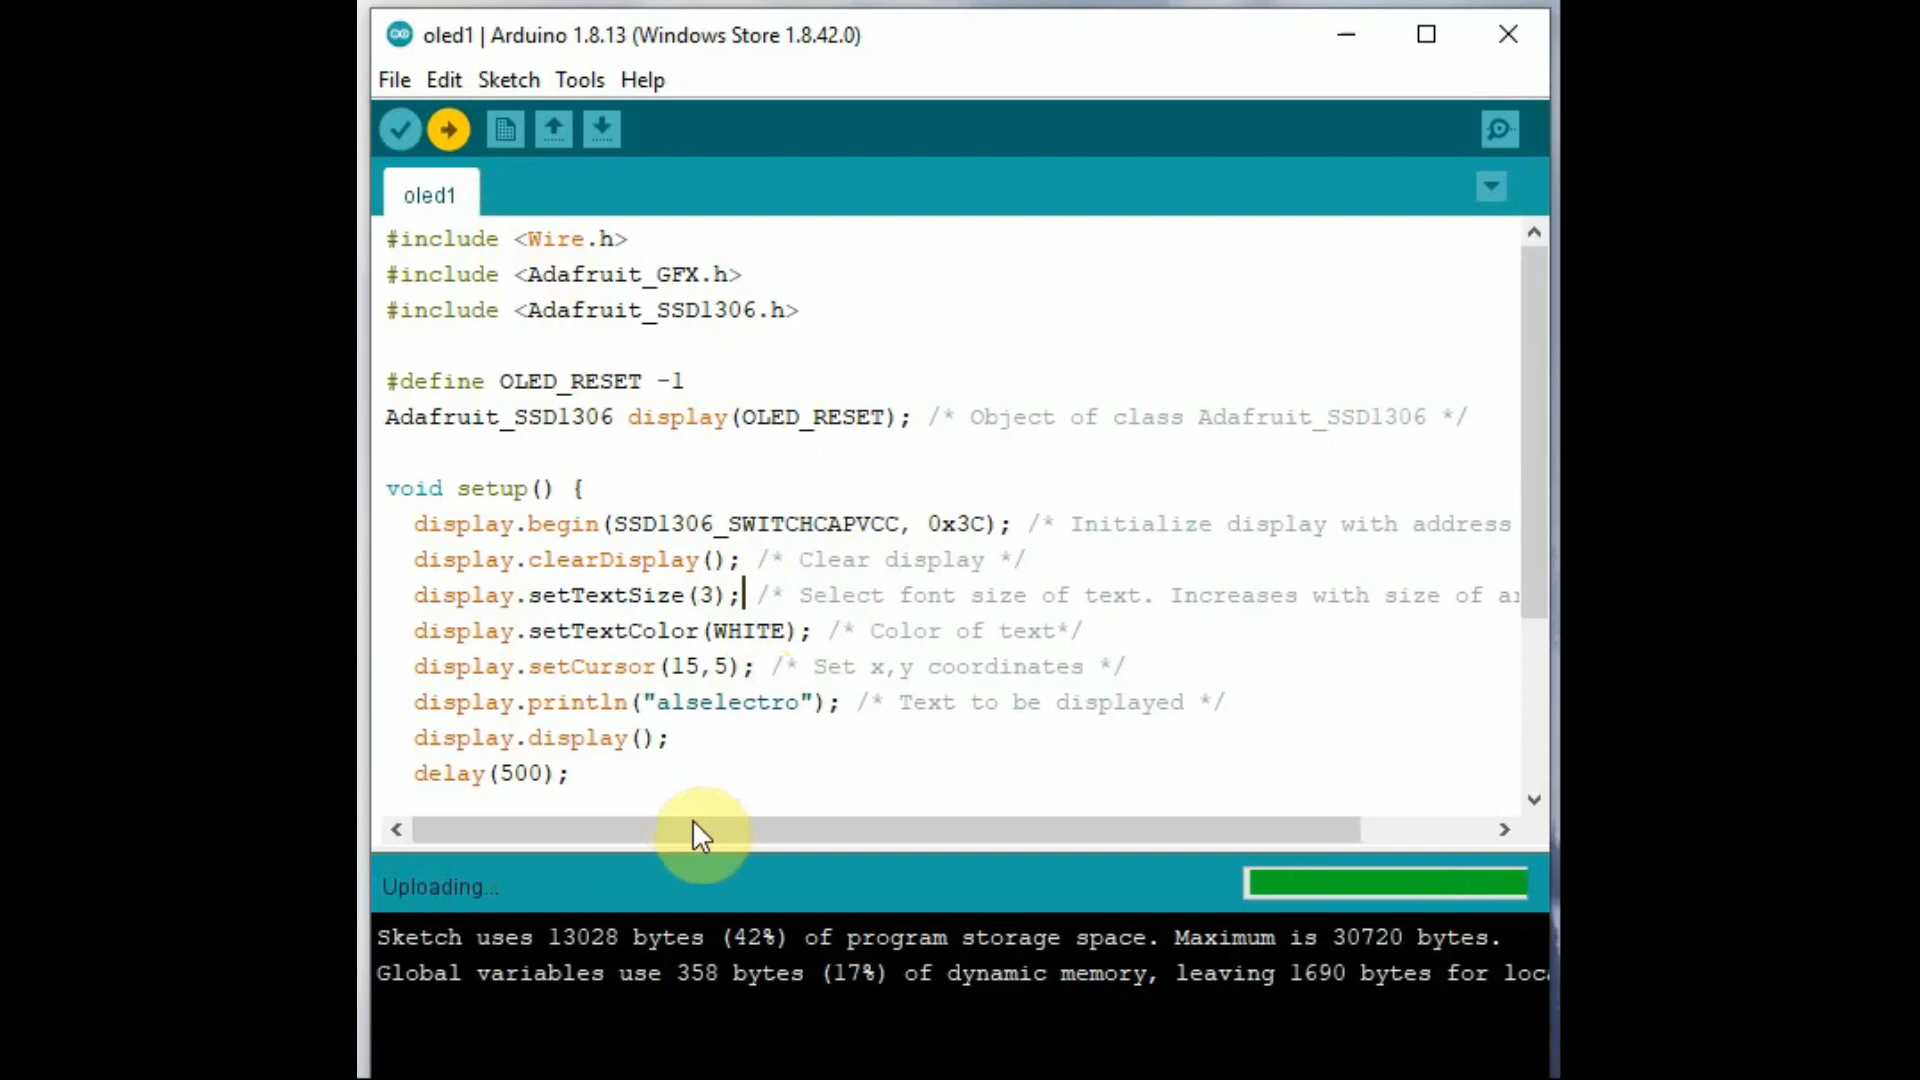 oled1 | Arduino 1.8.13 (Windows Store 1.8.42.0)
File Edit Sketch Tools Help
oled1
#include <Wire.h>
#include <Adafruit_GFX.h>
#include <Adafruit_SSD1306.h>
#define OLED_RESET -1
Adafruit_SSD1306 display(OLED_RESET); /* Object of class Adafruit_SSD1306 */
void setup() {
display.begin(SSD1306_SWITCHCAPVCC, 0x3C); /* Initialize display with address
display.clearDisplay(); /* Clear display */
display.setTextSize(3); /* Select font size of text. Increases with size of
display.setTextColor(WHITE); /* Color of text*/
display.setCursor(15,5); /* Set x,y coordinates */
display.println("alselectro"); /* Text to be displayed */
display.display();
delay(500);
Uploading...
Sketch uses 13028 bytes (42%) of program storage space. Maximum is 30720 bytes.
Global variables use 358 bytes (17%) of dynamic memory, leaving 1690 bytes for